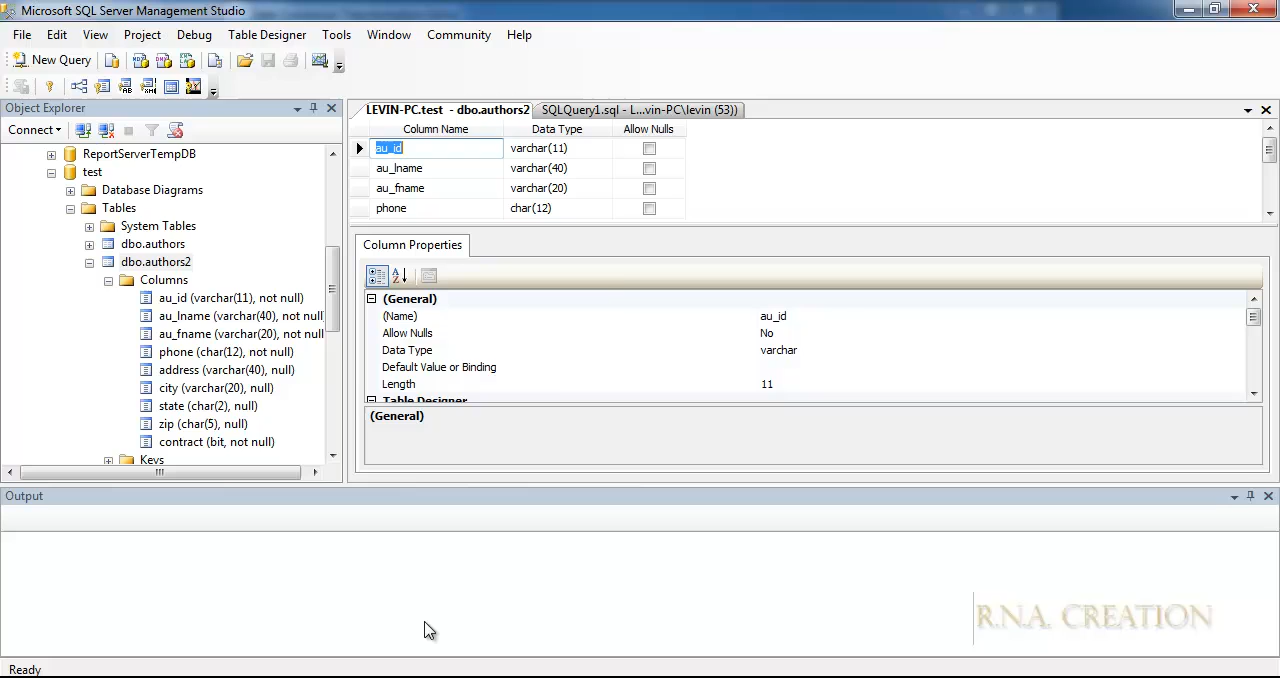 Microsoft SQL Server Management Studio
File Edit View Project Debug Table Designer Tools Window Community Help
New Query
Object Explorer
Connect
ReportServerTempDB
test
Database Diagrams
Tables
System Tables
dbo.authors
dbo.authors2
Columns
au_id (varchar(11), not null)
au_lname (varchar(40), not null
au_fname (varchar(20), not null
phone (char(12), not null)
address (varchar(40), null)
city (varchar(20), null)
state (char(2), null)
zip (char(5), null)
contract (bit, not null)
Keys
LEVIN-PC.test - dbo.authors2 SQLQuery1.sql - L...vin-PC\levin (53))
Column Name Data Type Allow Nulls
au_id varchar(11)
au_lname varchar(40)
au_fname varchar(20)
phone char(12)
Column Properties
(General)
(Name) au_id
Allow Nulls No
Data Type varchar
Default Value or Binding
Length 11
Table Designer
(General)
Output
R.N.A. CREATION
Ready